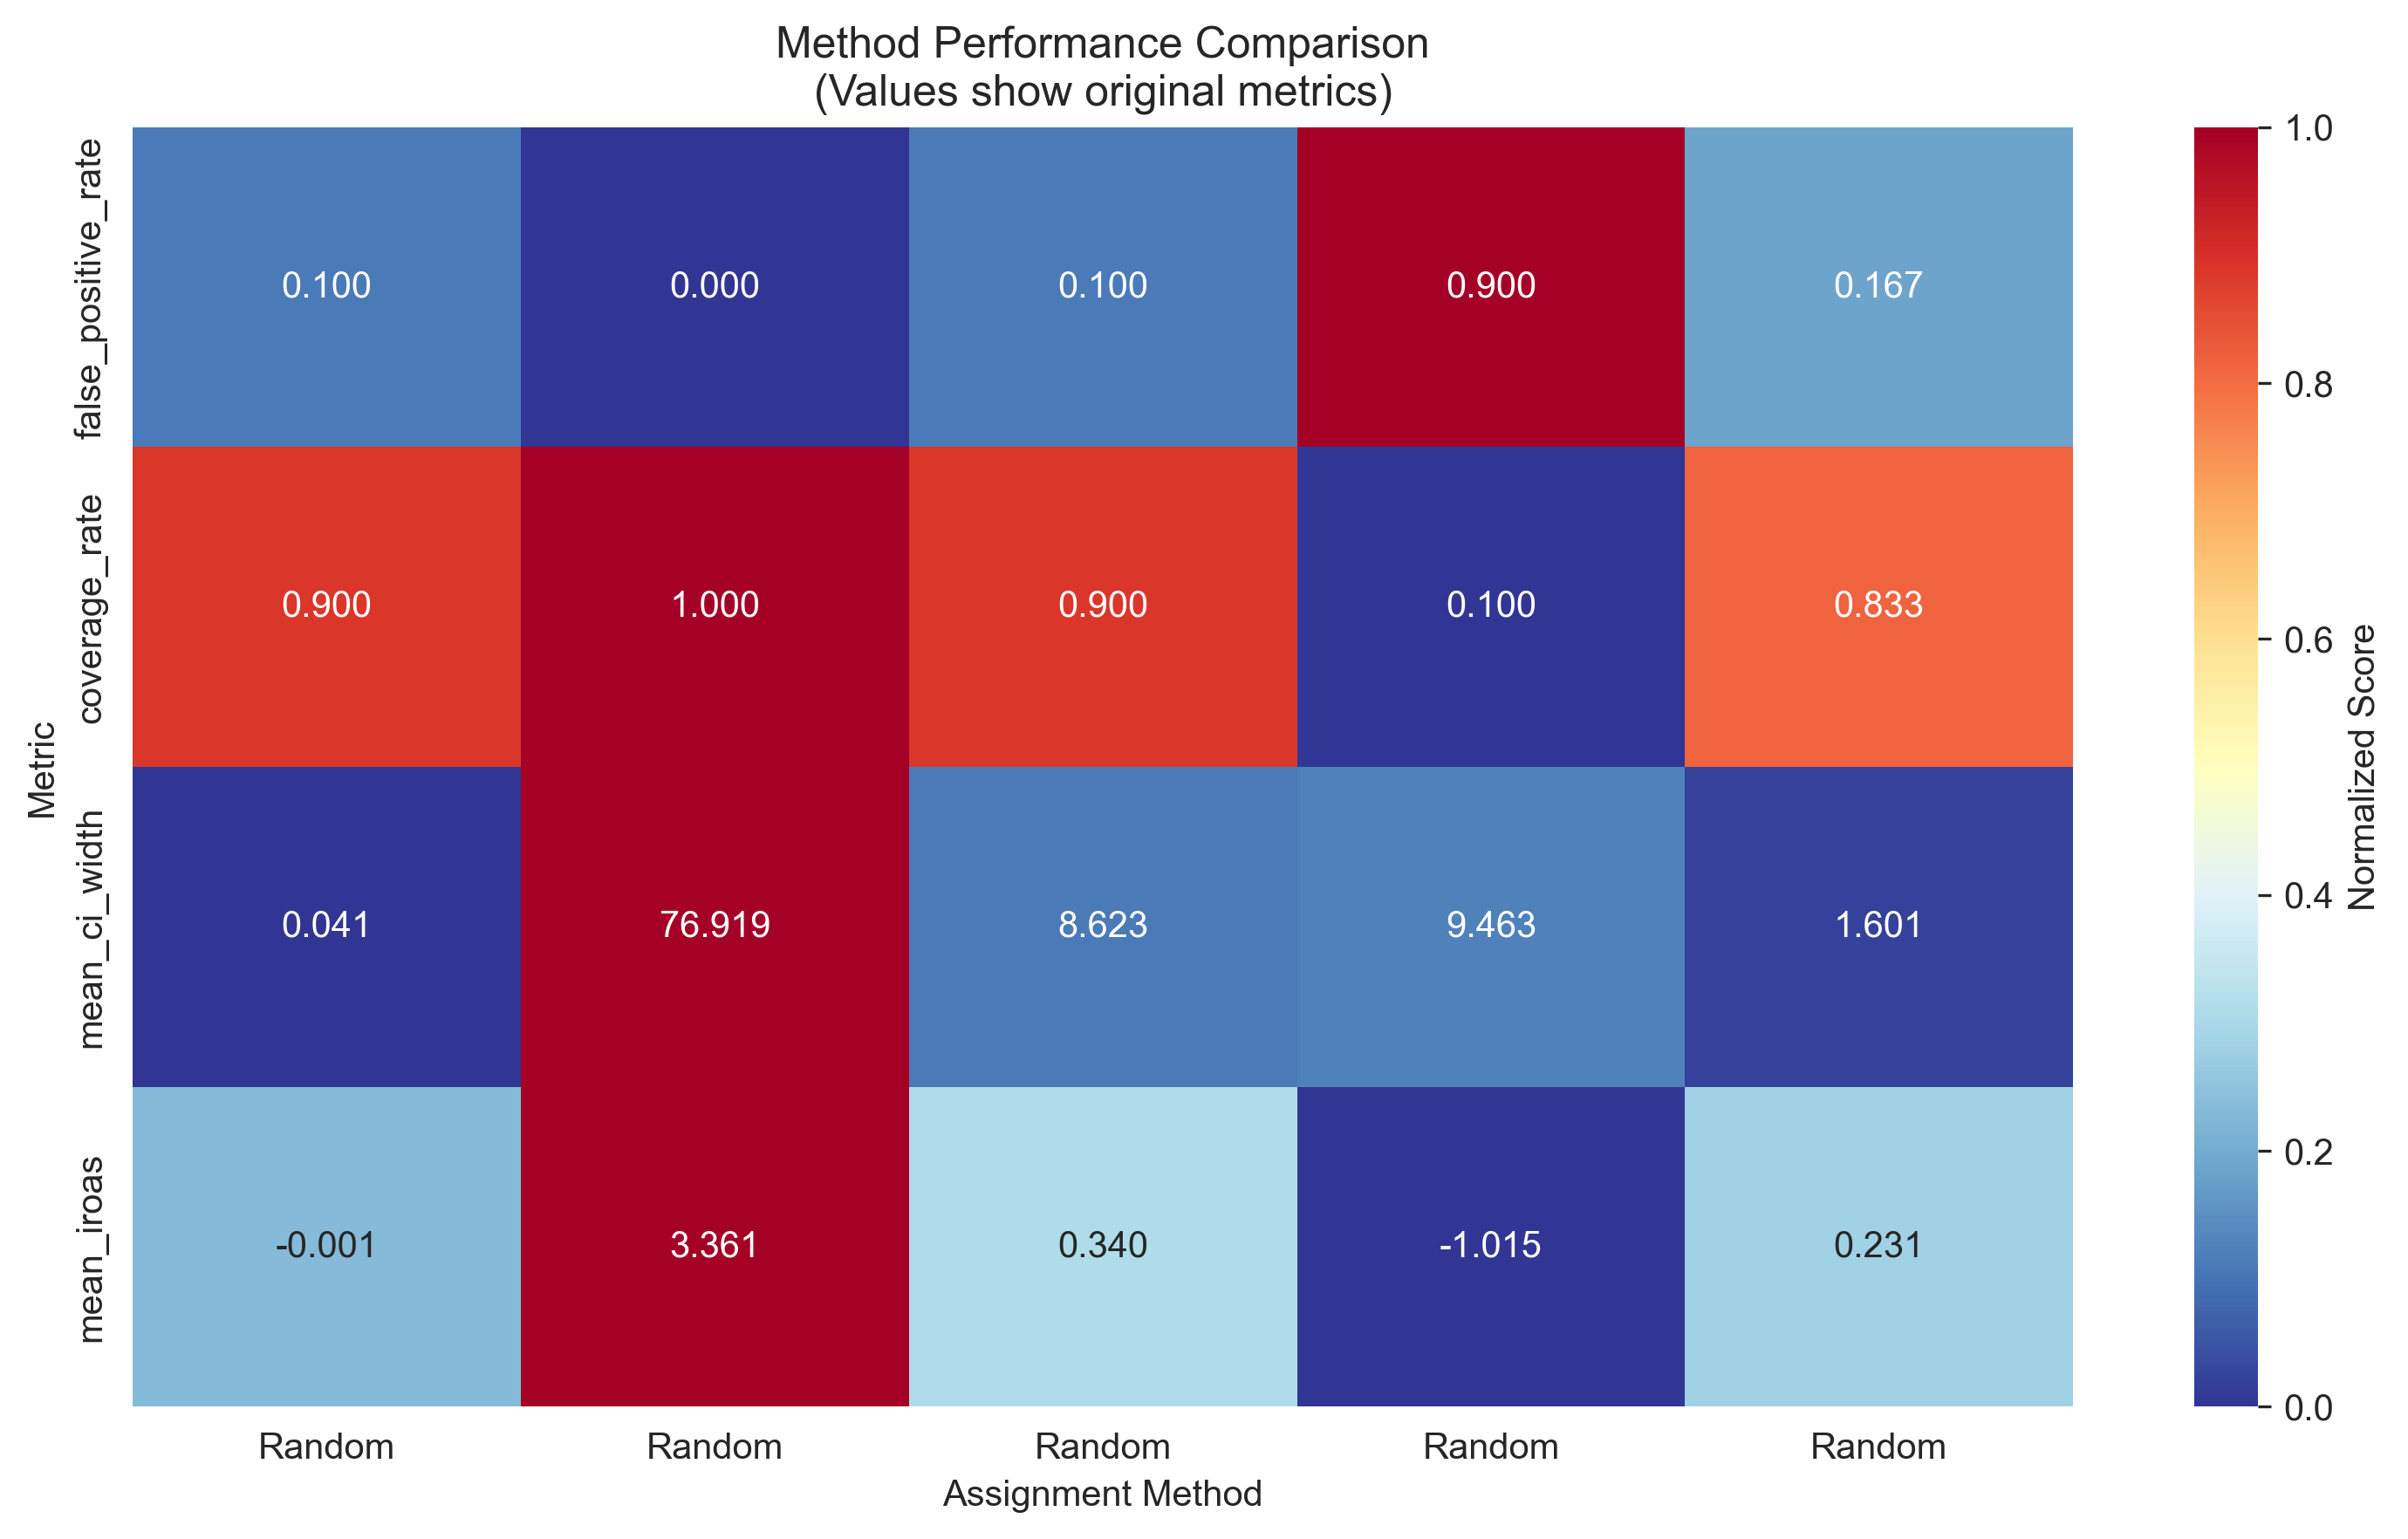 Method Performance Comparison
(Values show original metrics)
Metric
false_positive_rate
0.100 0.000 0.100 0.900 0.167
coverage_rate
0.900 1.000 0.900 0.100 0.833
mean_ci_width
0.041 76.919 8.623 9.463 1.601
mean_iroas
-0.001 3.361 0.340 -1.015 0.231
Random Random Random Random Random
Assignment Method
1.0
0.8
0.6
0.4
0.2
0.0
Normalized Score